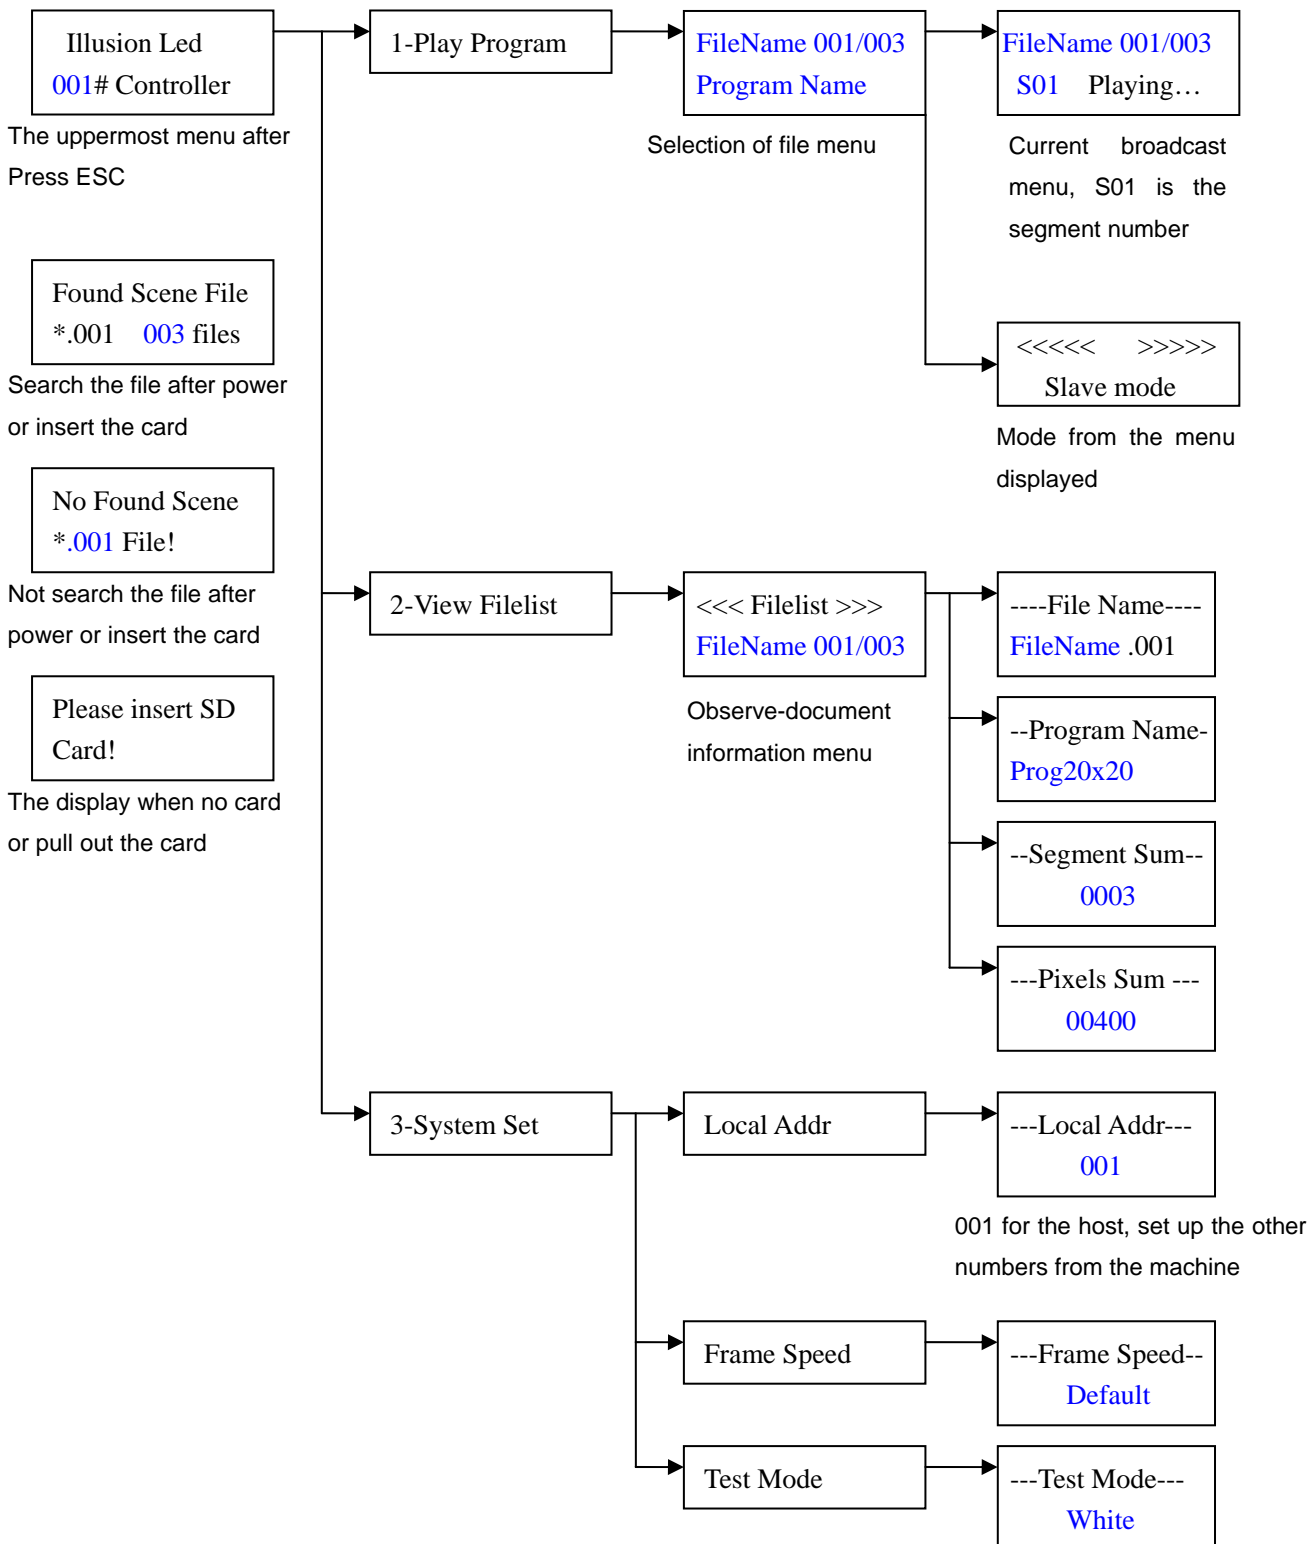 Illusion Led
001# Controller
The uppermost menu after
Press ESC
Found Scene File
*.001 003 files
Search the file after power
or insert the card
No Found Scene
*.001 File!
Not search the file after
power or insert the card
Please insert SD
Card!
The display when no card
or pull out the card
1-Play Program
FileName 001/003
Program Name
Selection of file menu
FileName 001/003
S01 Playing…
Current broadcast
menu, S01 is the
segment number
<<<<< >>>>>
Slave mode
Mode from the menu
displayed
2-View Filelist
<<< Filelist >>>
FileName 001/003
Observe-document
information menu
----File Name----
FileName .001
--Program Name-
Prog20x20
--Segment Sum--
0003
---Pixels Sum ---
00400
3-System Set
Local Addr
---Local Addr---
001
001 for the host, set up the other
numbers from the machine
Frame Speed
---Frame Speed--
Default
Test Mode
---Test Mode---
White